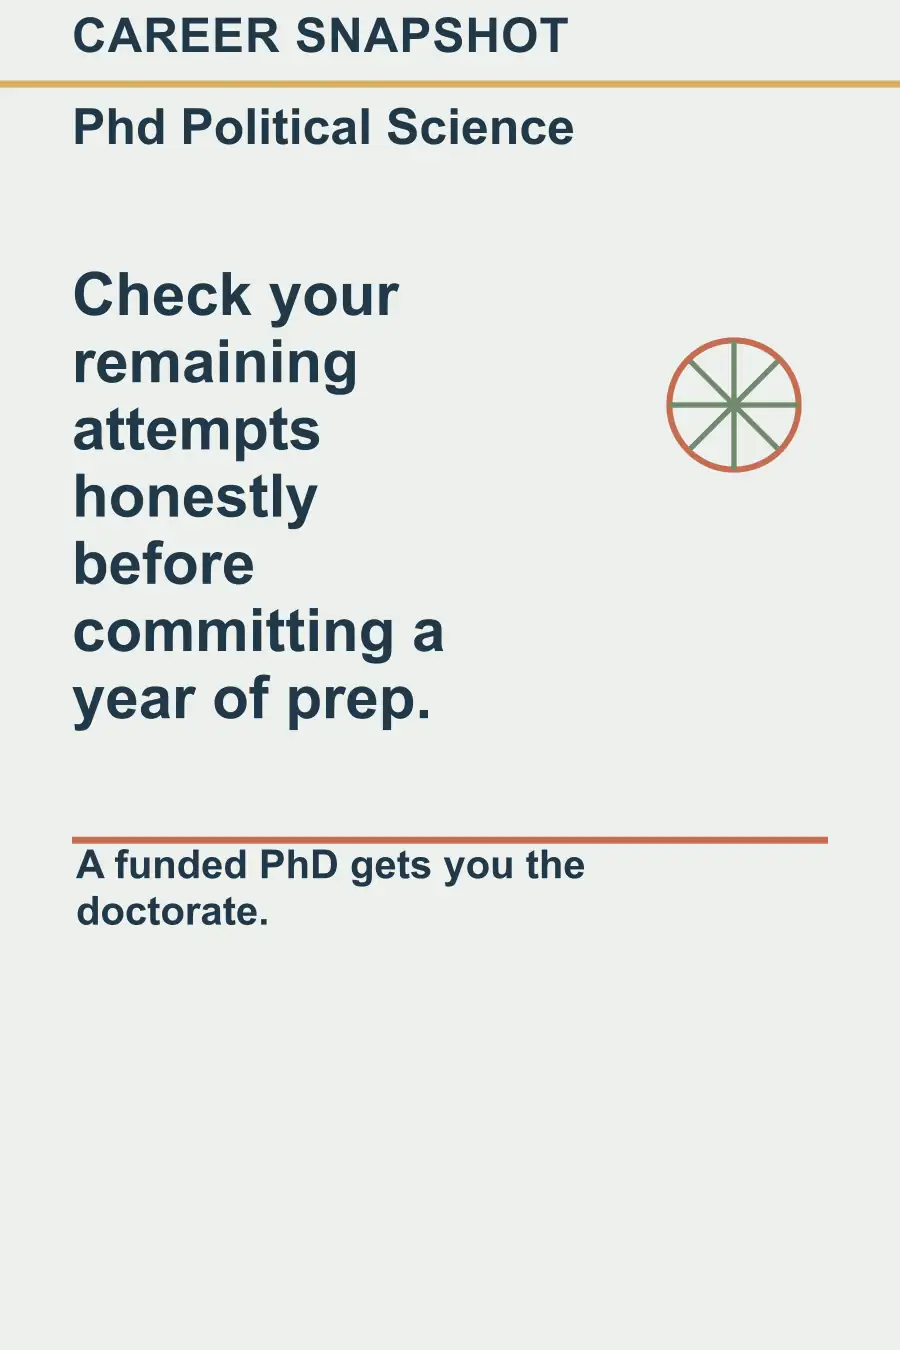 CAREER SNAPSHOT
Phd Political Science
Check your
remaining
attempts
honestly
before
committing a
year of prep.
A funded PhD gets you the
doctorate.